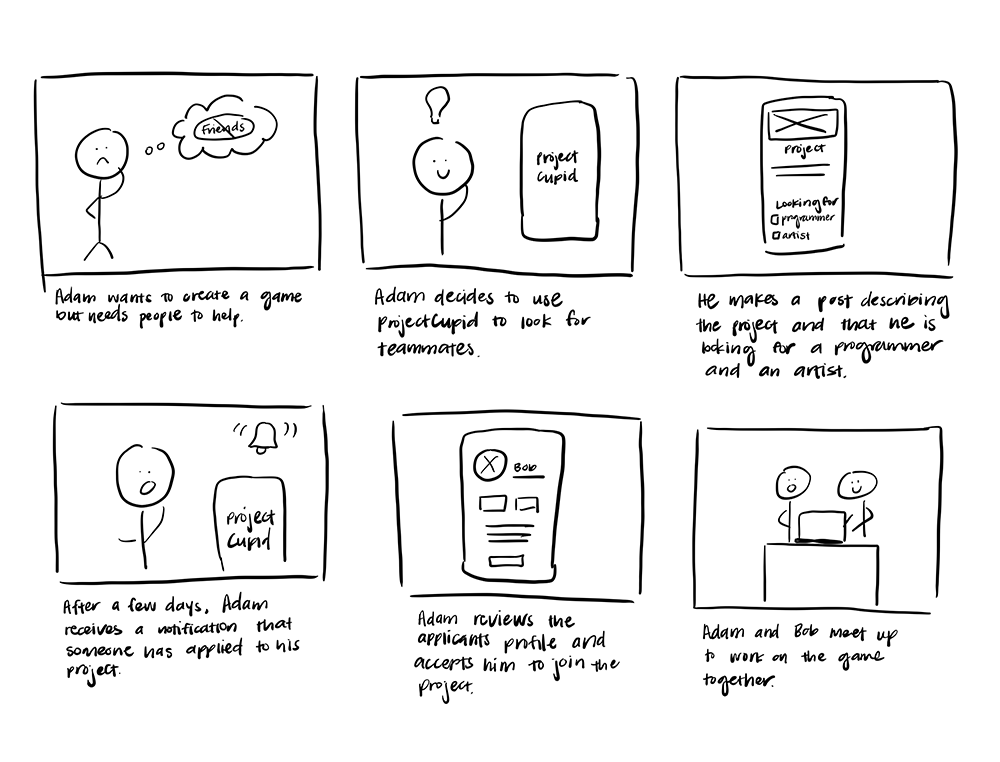 Friends
Adam wants to create a game
but needs people to help.
Project
Cupid
Adam decides to use
ProjectCupid to look for
teammates.
Project
Looking for
programmer
artist
He makes a post describing
the project and that he is
looking for a programmer
and an artist.
Project
Cupid
After a few days, Adam
receives a notification that
someone has applied to his
project.
Bob
Adam reviews the
applicants profile and
accepts him to join the
project.
Adam and Bob meet up
to work on the game
together.